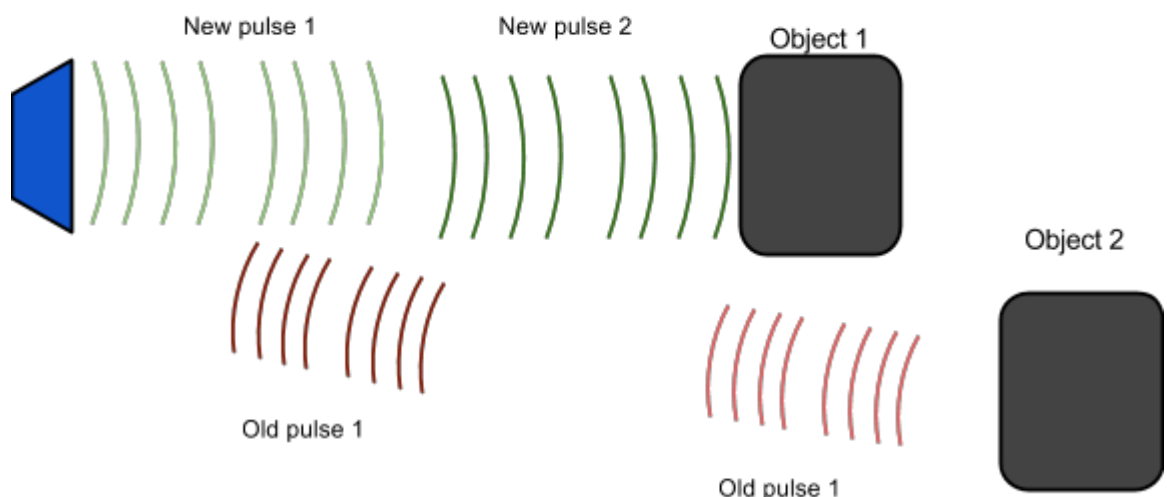 New pulse 1
New pulse 2
Object 1
Object 2
Old pulse 1
Old pulse 1